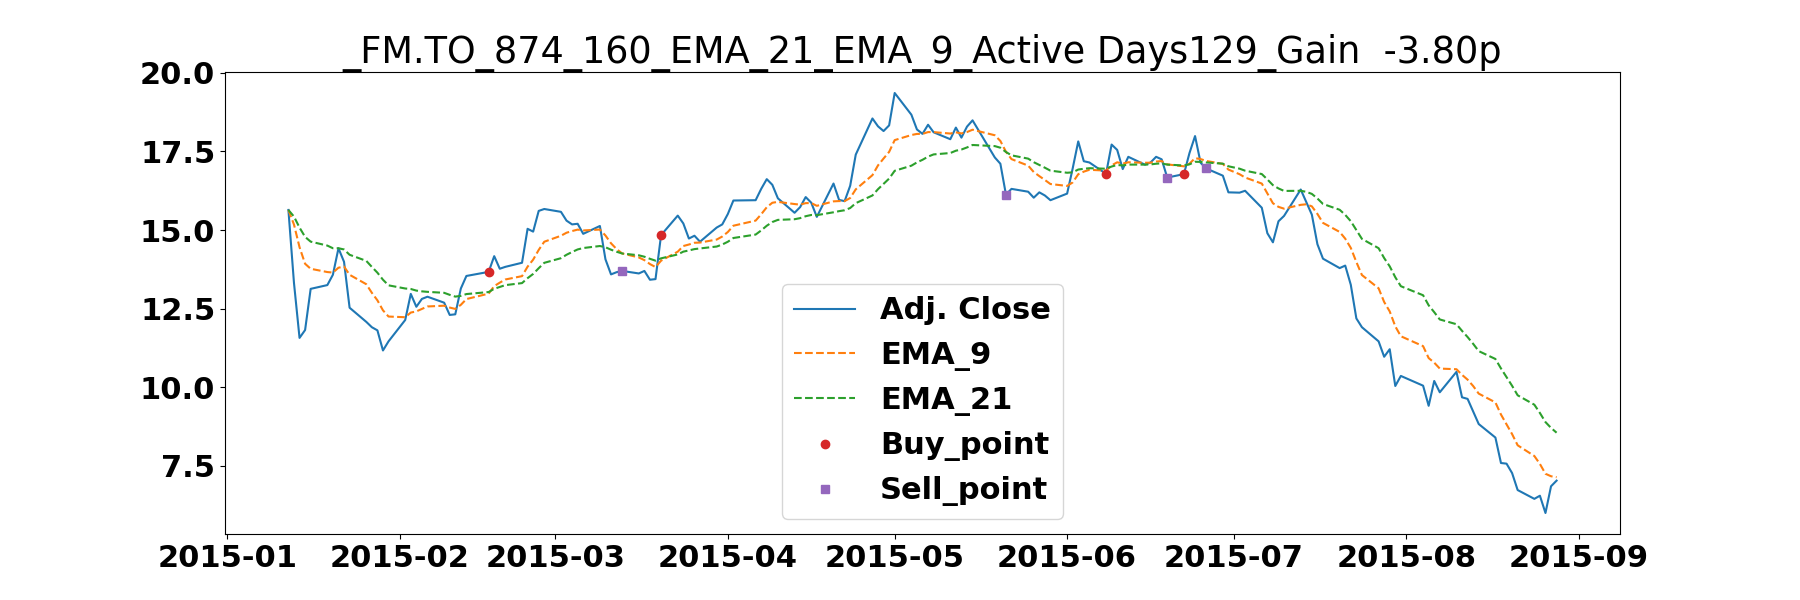 _FM.TO_874_160_EMA_21_EMA_9_Active Days129_Gain  -3.80p
20.0
17.5
15.0
12.5
10.0
7.5
Adj. Close
EMA_9
EMA_21
Buy_point
Sell_point
2015-01 2015-02 2015-03 2015-04 2015-05 2015-06 2015-07 2015-08 2015-09